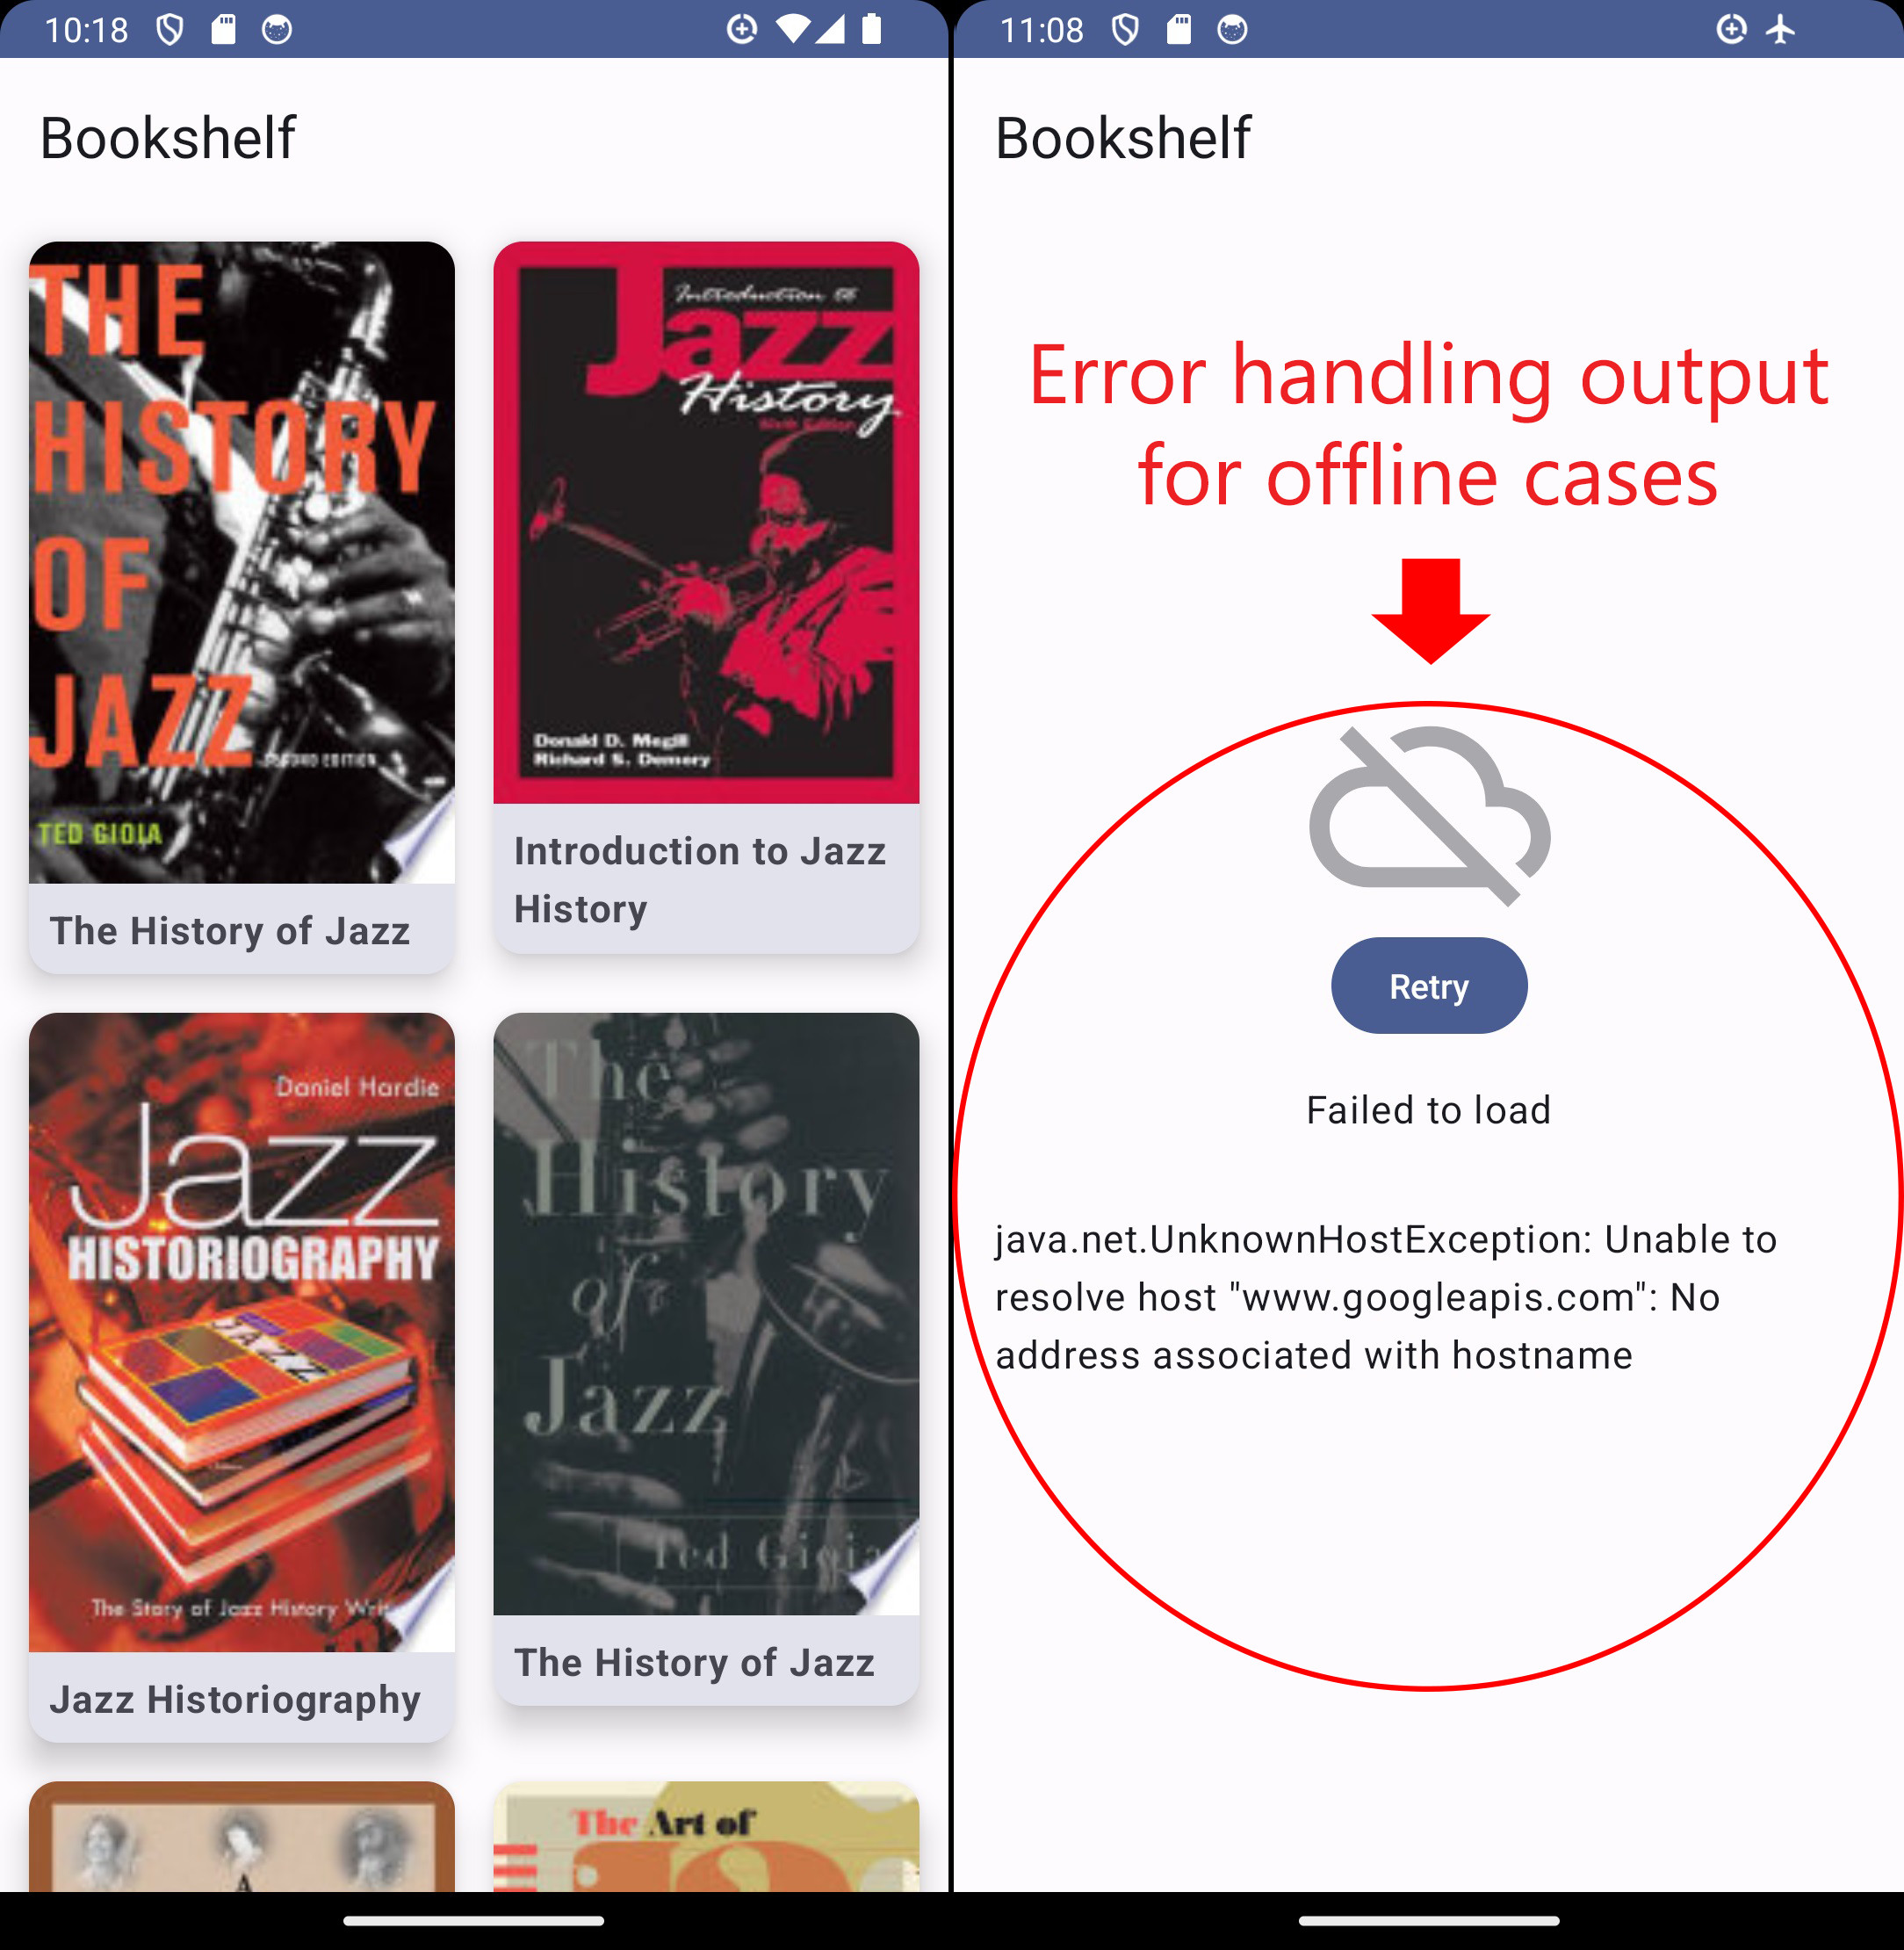 10:18
Bookshelf
THE
HISTORY
OF
JAZZ
SECOND EDITION
TED GIOIA
The History of Jazz
Introduction to
Jazz
History
Sixth Edition
Donald D. Megill
Richard S. Demory
Introduction to Jazz
History
Daniel Hardie
Jazz
HISTORIOGRAPHY
JAZZ
The Story of Jazz History Writ
Jazz Historiography
The
History
of
Jazz
Ted Gioia
The History of Jazz
A
The Art of
11:08
Bookshelf
Error handling output
for offline cases
Retry
Failed to load
java.net.UnknownHostException: Unable to
resolve host "www.googleapis.com": No
address associated with hostname